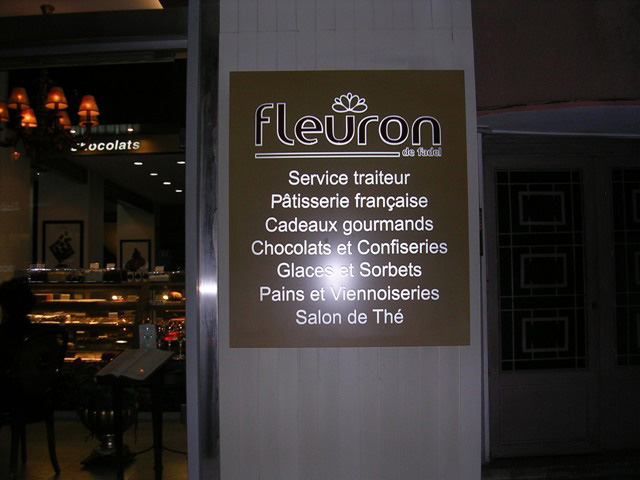 Chocolats
fleuron
de fadel
Service traiteur
Pâtisserie française
Cadeaux gourmands
Chocolats et Confiseries
Glaces et Sorbets
Pains et Viennoiseries
Salon de Thé